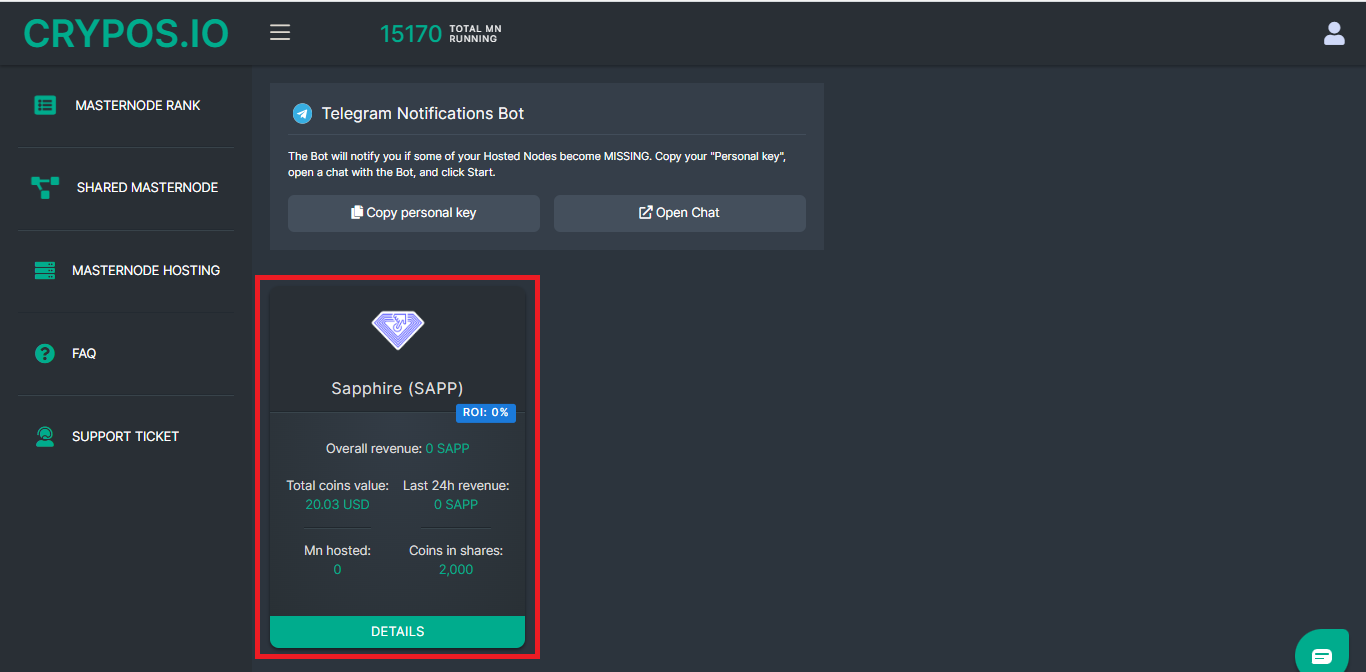 CRYPOS.IO
15170 TOTAL MN
RUNNING
MASTERNODE RANK
SHARED MASTERNODE
MASTERNODE HOSTING
FAQ
SUPPORT TICKET
Telegram Notifications Bot
The Bot will notify you if some of your Hosted Nodes become MISSING. Copy your "Personal key",
open a chat with the Bot, and click Start.
Copy personal key
Open Chat
Sapphire (SAPP)
ROI: 0%
Overall revenue: 0 SAPP
Total coins value: Last 24h revenue:
20.03 USD 0 SAPP
Mn hosted: Coins in shares:
0 2,000
DETAILS